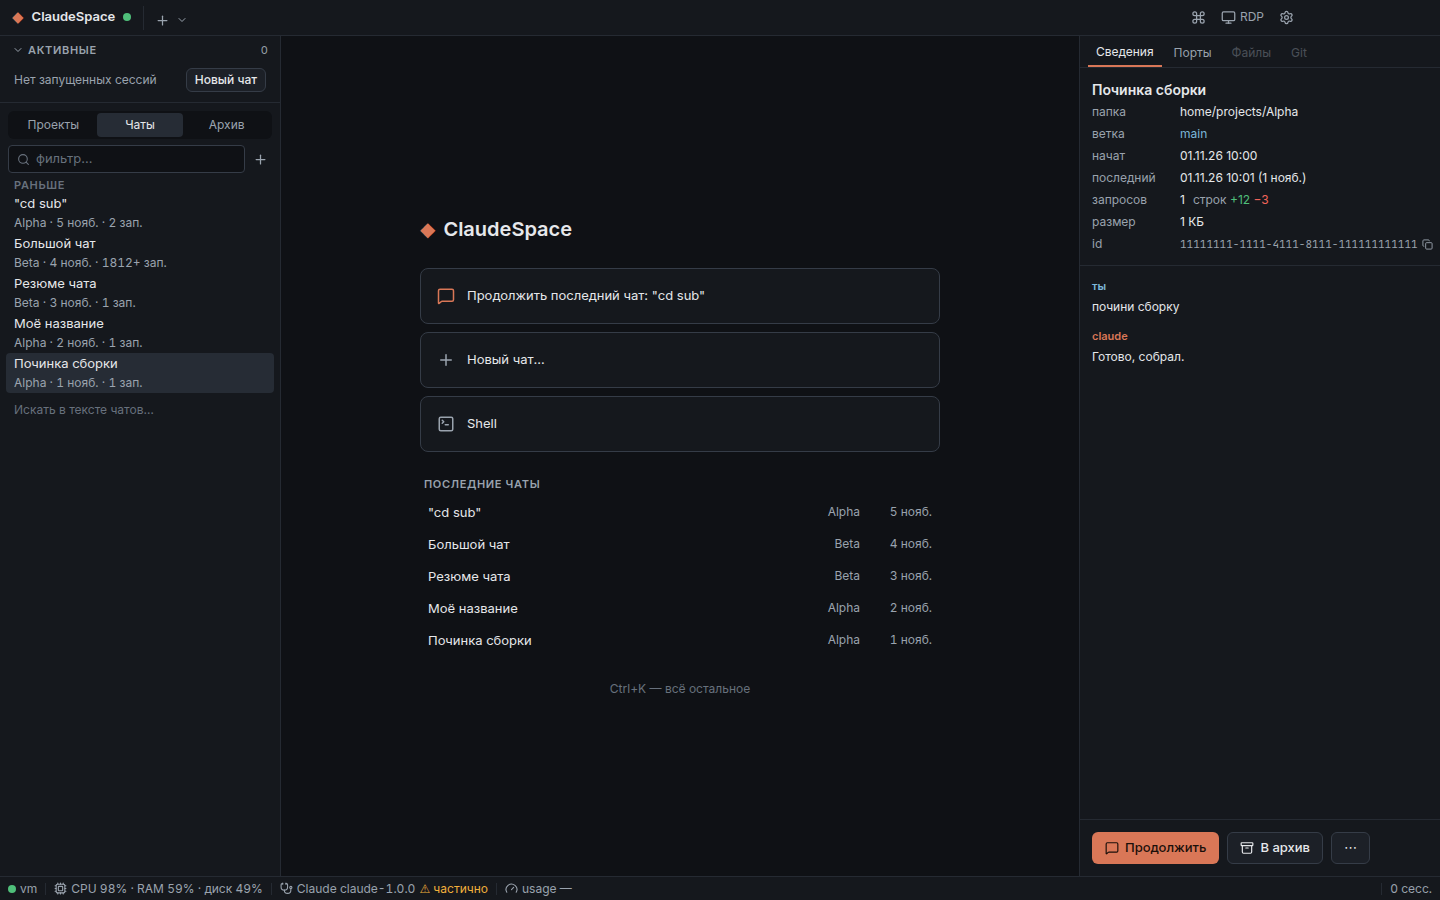 ClaudeSpace
RDP
АКТИВНЫЕ 0
Нет запущенных сессий Новый чат
Проекты Чаты Архив
фильтр...
РАНЬШЕ
"cd sub"
Alpha · 5 нояб. · 2 зап.
Большой чат
Beta · 4 нояб. · 1812+ зап.
Резюме чата
Beta · 3 нояб. · 1 зап.
Моё название
Alpha · 2 нояб. · 1 зап.
Починка сборки
Alpha · 1 нояб. · 1 зап.
Искать в тексте чатов...
ClaudeSpace
Продолжить последний чат: "cd sub"
Новый чат...
Shell
ПОСЛЕДНИЕ ЧАТЫ
"cd sub" Alpha 5 нояб.
Большой чат Beta 4 нояб.
Резюме чата Beta 3 нояб.
Моё название Alpha 2 нояб.
Починка сборки Alpha 1 нояб.
Ctrl+K — всё остальное
Сведения Порты Файлы Git
Починка сборки
папка home/projects/Alpha
ветка main
начат 01.11.26 10:00
последний 01.11.26 10:01 (1 нояб.)
запросов 1 строк +12 −3
размер 1 КБ
id 11111111-1111-4111-8111-111111111111
ты
почини сборку
claude
Готово, собрал.
Продолжить В архив ⋯
vm CPU 98% · RAM 59% · диск 49% Claude claude-1.0.0 ⚠ частично usage — 0 сесс.